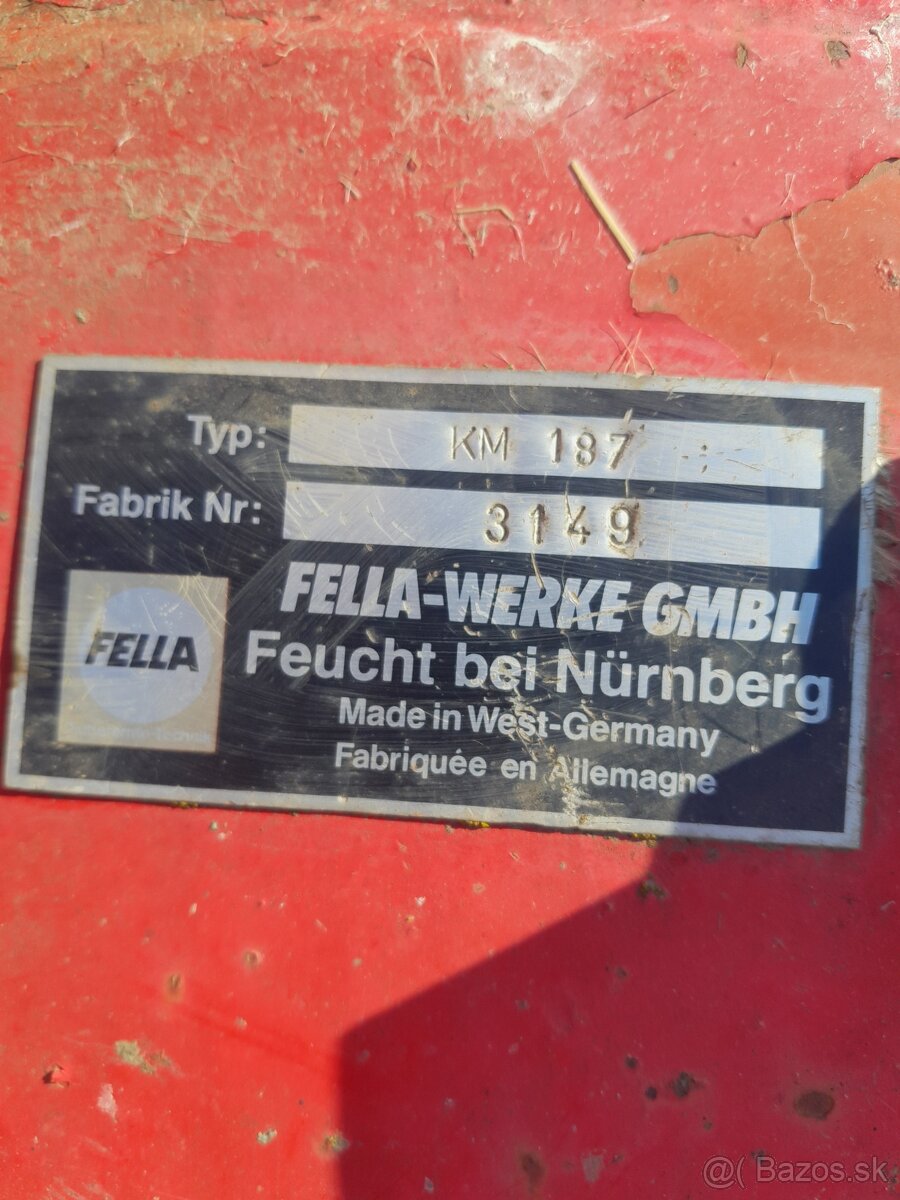 Typ: KM 187
Fabrik Nr: 3149
FELLA-WERKE GMBH
FELLA
Feucht bei Nürnberg
Made in West-Germany
Fabriquée en Allemagne
@( Bazos.sk